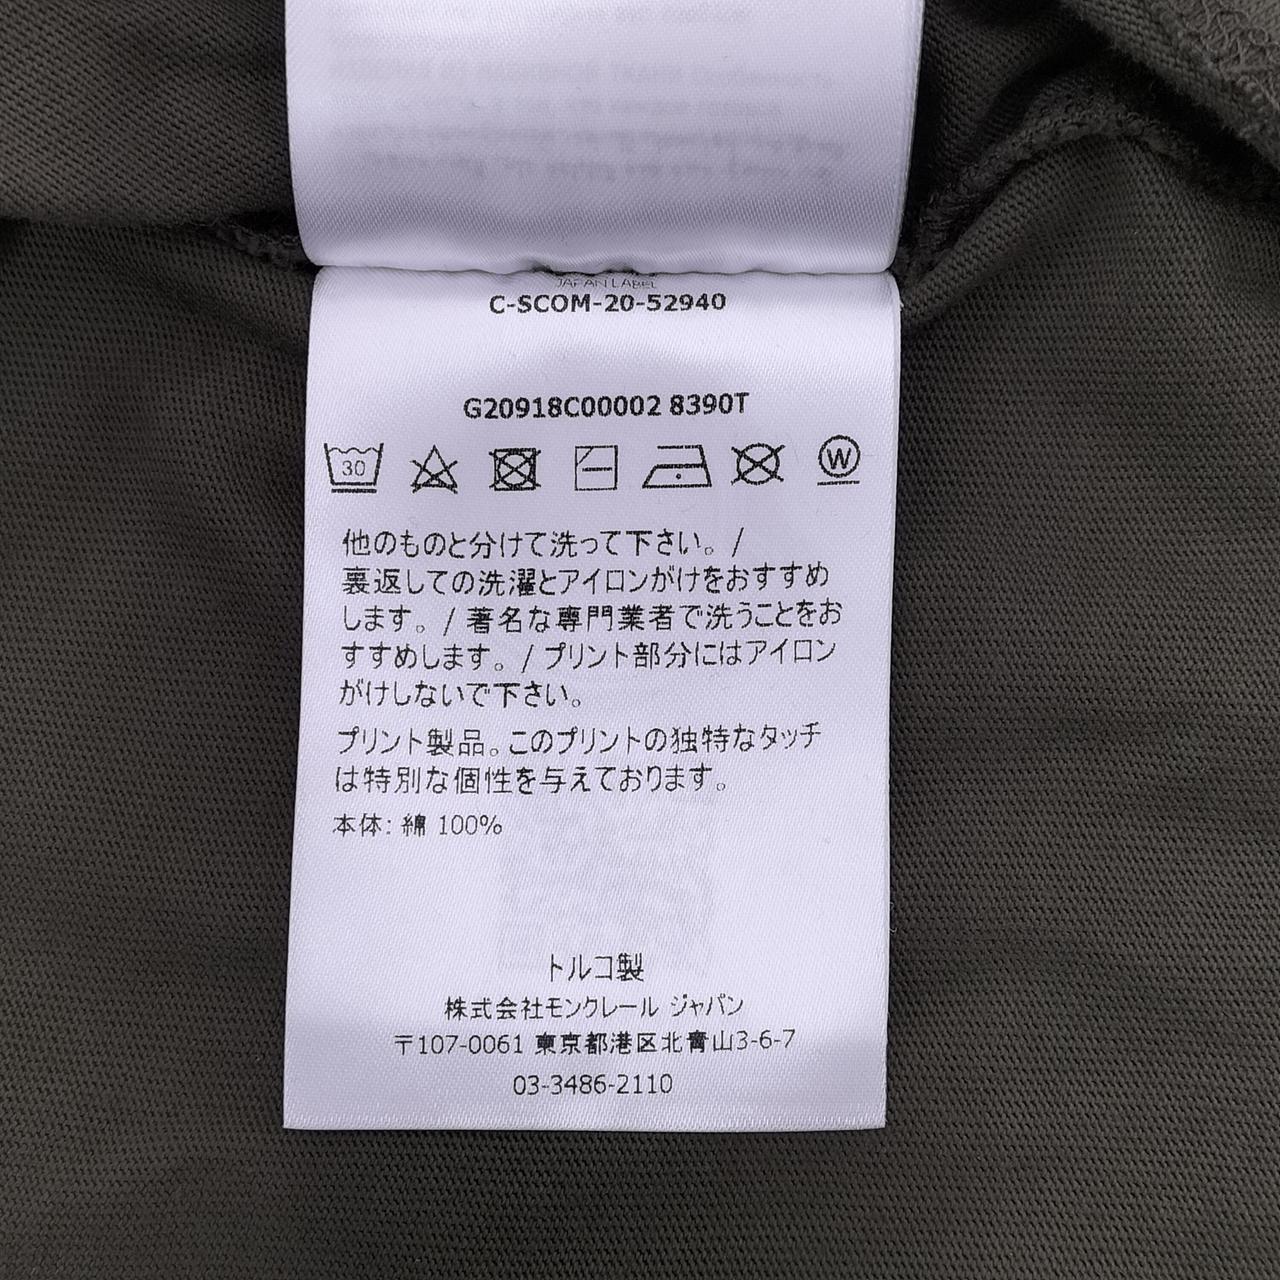 JAPAN LABEL
C-SCOM-20-52940
G20918C00002 8390T
30
W
他のものと分けて洗って下さい。/
裏返しての洗濯とアイロンがけをおすすめ
します。/ 著名な専門業者で洗うことをお
すすめします。/ プリント部分にはアイロン
がけしないで下さい。
プリント製品。このプリントの独特なタッチ
は特別な個性を与えております。
本体: 綿 100%
トルコ製
株式会社モンクレール ジャパン
〒107-0061 東京都港区北青山3-6-7
03-3486-2110